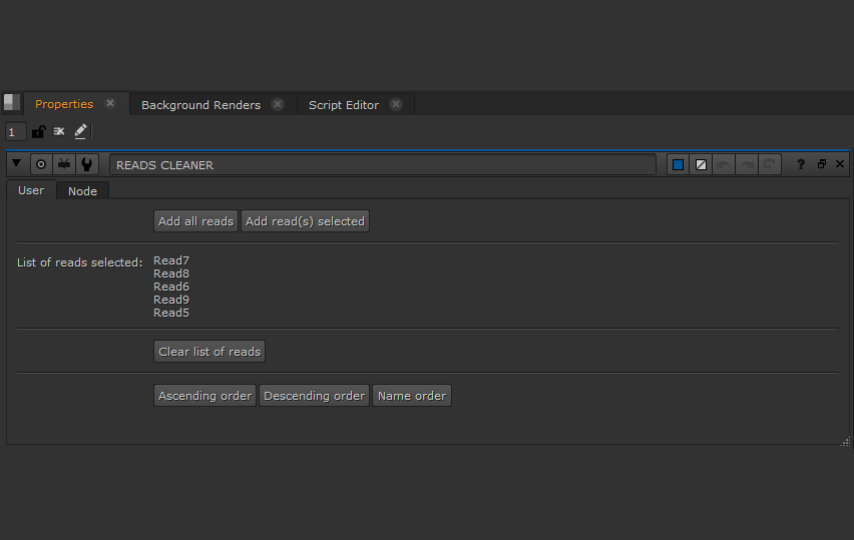 Properties Background Renders Script Editor
1
READS CLEANER ?
User Node
Add all reads Add read(s) selected
List of reads selected: Read7
Read8
Read6
Read9
Read5
Clear list of reads
Ascending order Descending order Name order